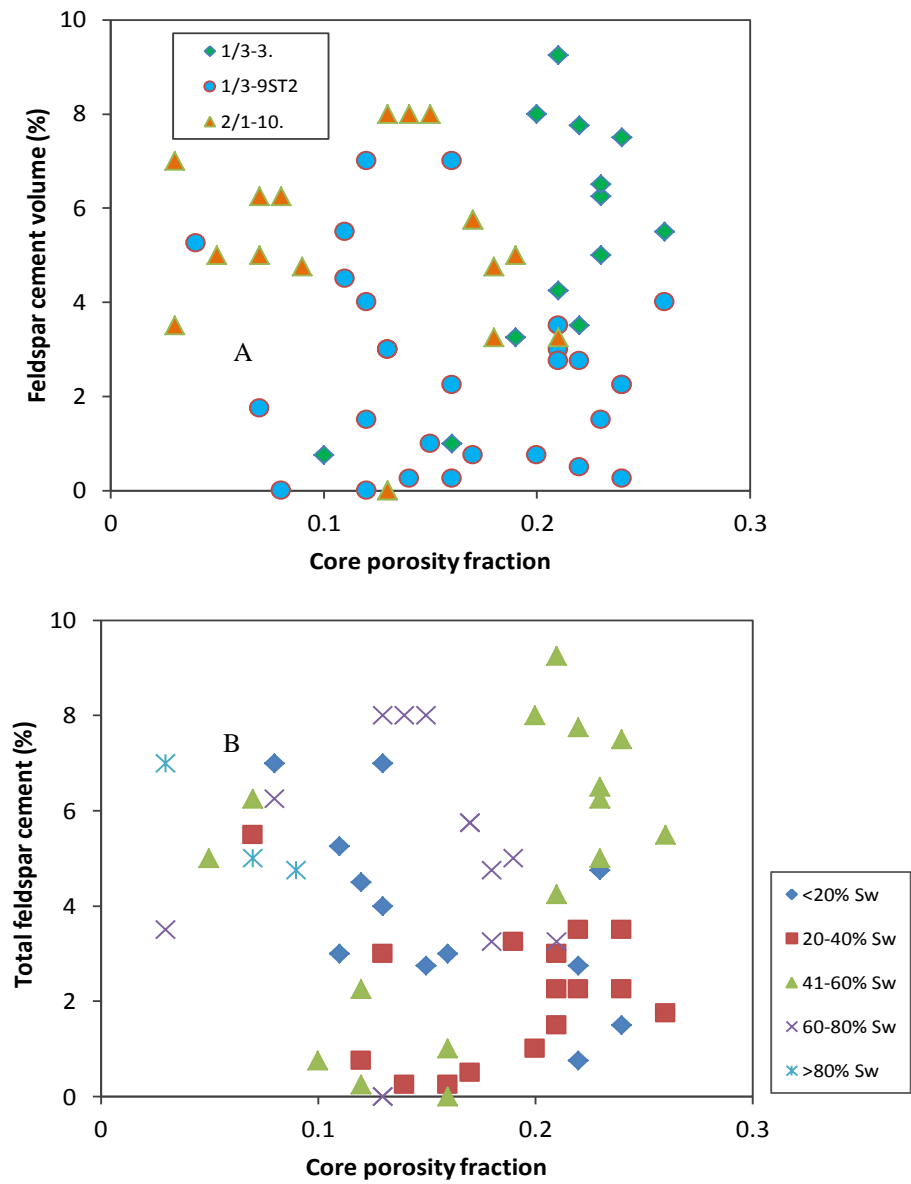 10
8
6
4
2
0
Feldspar cement volume (%)
1/3-3.
1/3-9ST2
2/1-10.
A
0 0.1 0.2 0.3
Core porosity fraction
10
8
6
4
2
0
Total feldspar cement (%)
B
0 0.1 0.2 0.3
Core porosity fraction
<20% Sw
20-40% Sw
41-60% Sw
60-80% Sw
>80% Sw